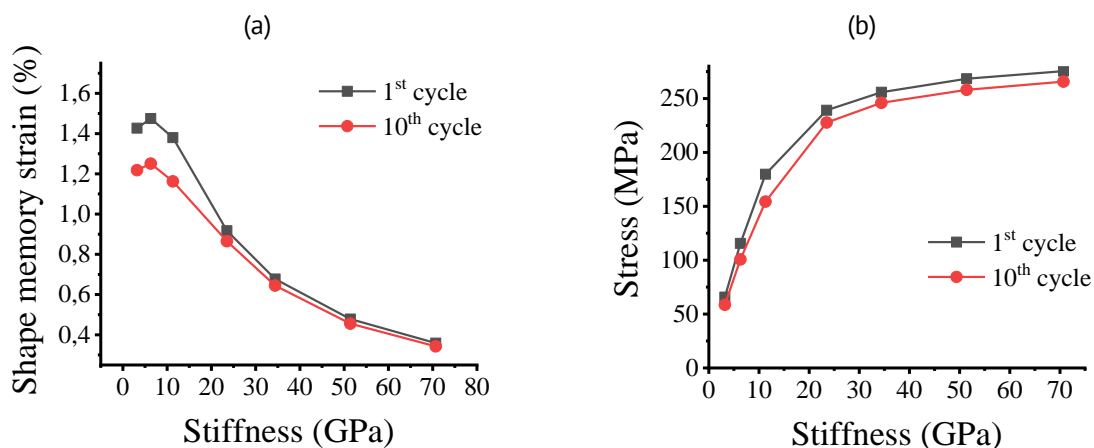 (a)
Shape memory strain (%)
1,6
1,4
1,2
1,0
0,8
0,6
0,4
0 10 20 30 40 50 60 70 80
Stiffness (GPa)
1st cycle
10th cycle
(b)
Stress (MPa)
250
200
150
100
50
0
0 10 20 30 40 50 60 70
Stiffness (GPa)
1st cycle
10th cycle